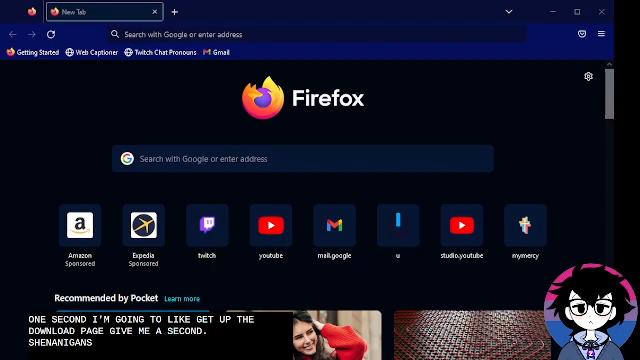 New Tab
Search with Google or enter address
Getting Started Web Captioner Twitch Chat Pronouns Gmail
Firefox
Search with Google or enter address
Amazon Expedia twitch youtube mail.google u studio.youtube mymercy
Sponsored Sponsored
Recommended by Pocket Learn more
ONE SECOND I'M GOING TO LIKE GET UP THE
DOWNLOAD PAGE GIVE ME A SECOND.
SHENANIGANS